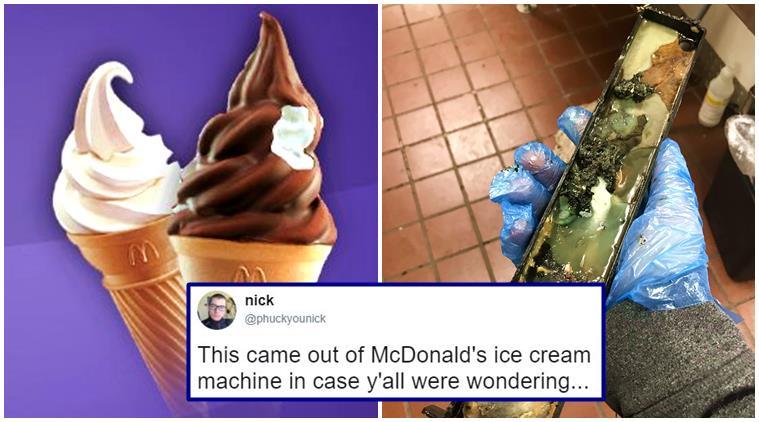 nick
@phuckyounick
This came out of McDonald's ice cream
machine in case y'all were wondering...